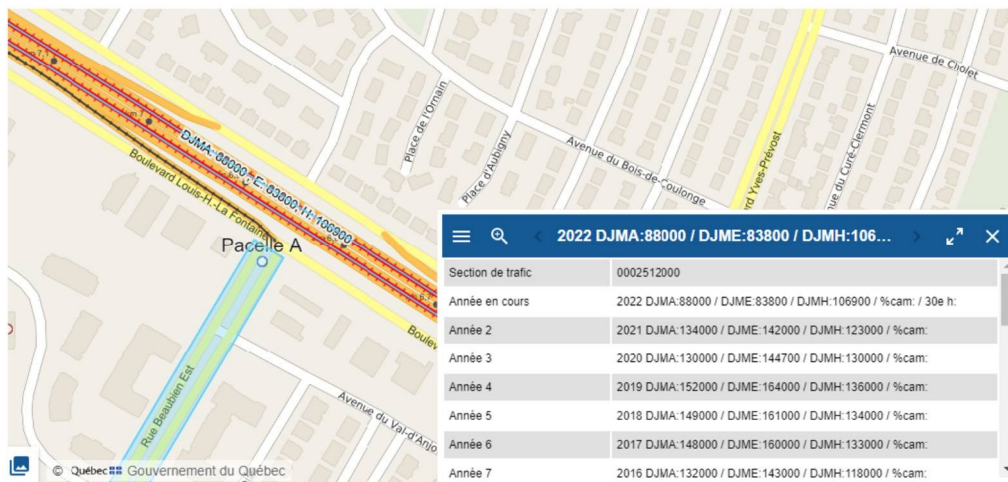 Avenue de Cholet
Place de l'Ornain
DJMA: 88000 , E: 83800, H: 106900
Avenue du Bois-de-Coulonge
Place d'Aubigny
rd Yves-Prévost
ue du Curé-Clermont
Boulevard Louis-H.-La Fontaine
Pacelle A
Boulev
Rue Beaubien Est
Avenue du Val-d'Anjo
© Québec Gouvernement du Québec
2022 DJMA:88000 / DJME:83800 / DJMH:106...
Section de trafic 0002512000
Année en cours 2022 DJMA:88000 / DJME:83800 / DJMH:106900 / %cam: / 30e h:
Année 2 2021 DJMA:134000 / DJME:142000 / DJMH:123000 / %cam:
Année 3 2020 DJMA:130000 / DJME:144700 / DJMH:130000 / %cam:
Année 4 2019 DJMA:152000 / DJME:164000 / DJMH:136000 / %cam:
Année 5 2018 DJMA:149000 / DJME:161000 / DJMH:134000 / %cam:
Année 6 2017 DJMA:148000 / DJME:160000 / DJMH:133000 / %cam:
Année 7 2016 DJMA:132000 / DJME:143000 / DJMH:118000 / %cam: